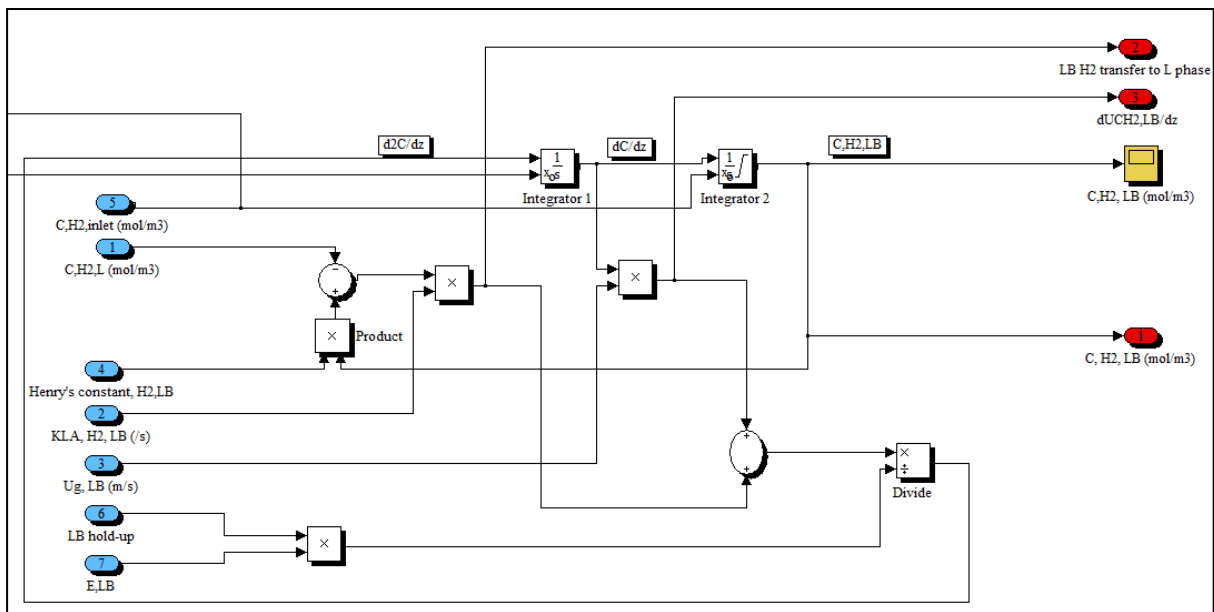 2
LB H2 transfer to L phase
3
dUCH2,LB/dz
d2C/dz
dC/dz
C,H2,LB
1
s
xo
Integrator 1
1
Integrator 2
C,H2, LB (mol/m3)
5
C,H2,inlet (mol/m3)
1
C,H2,L (mol/m3)
−
+
×
×
×
Product
4
Henry's constant, H2,LB
1
C, H2, LB (mol/m3)
2
KLA, H2, LB (/s)
3
Ug, LB (m/s)
+
+
×
÷
Divide
6
LB hold-up
×
7
E,LB